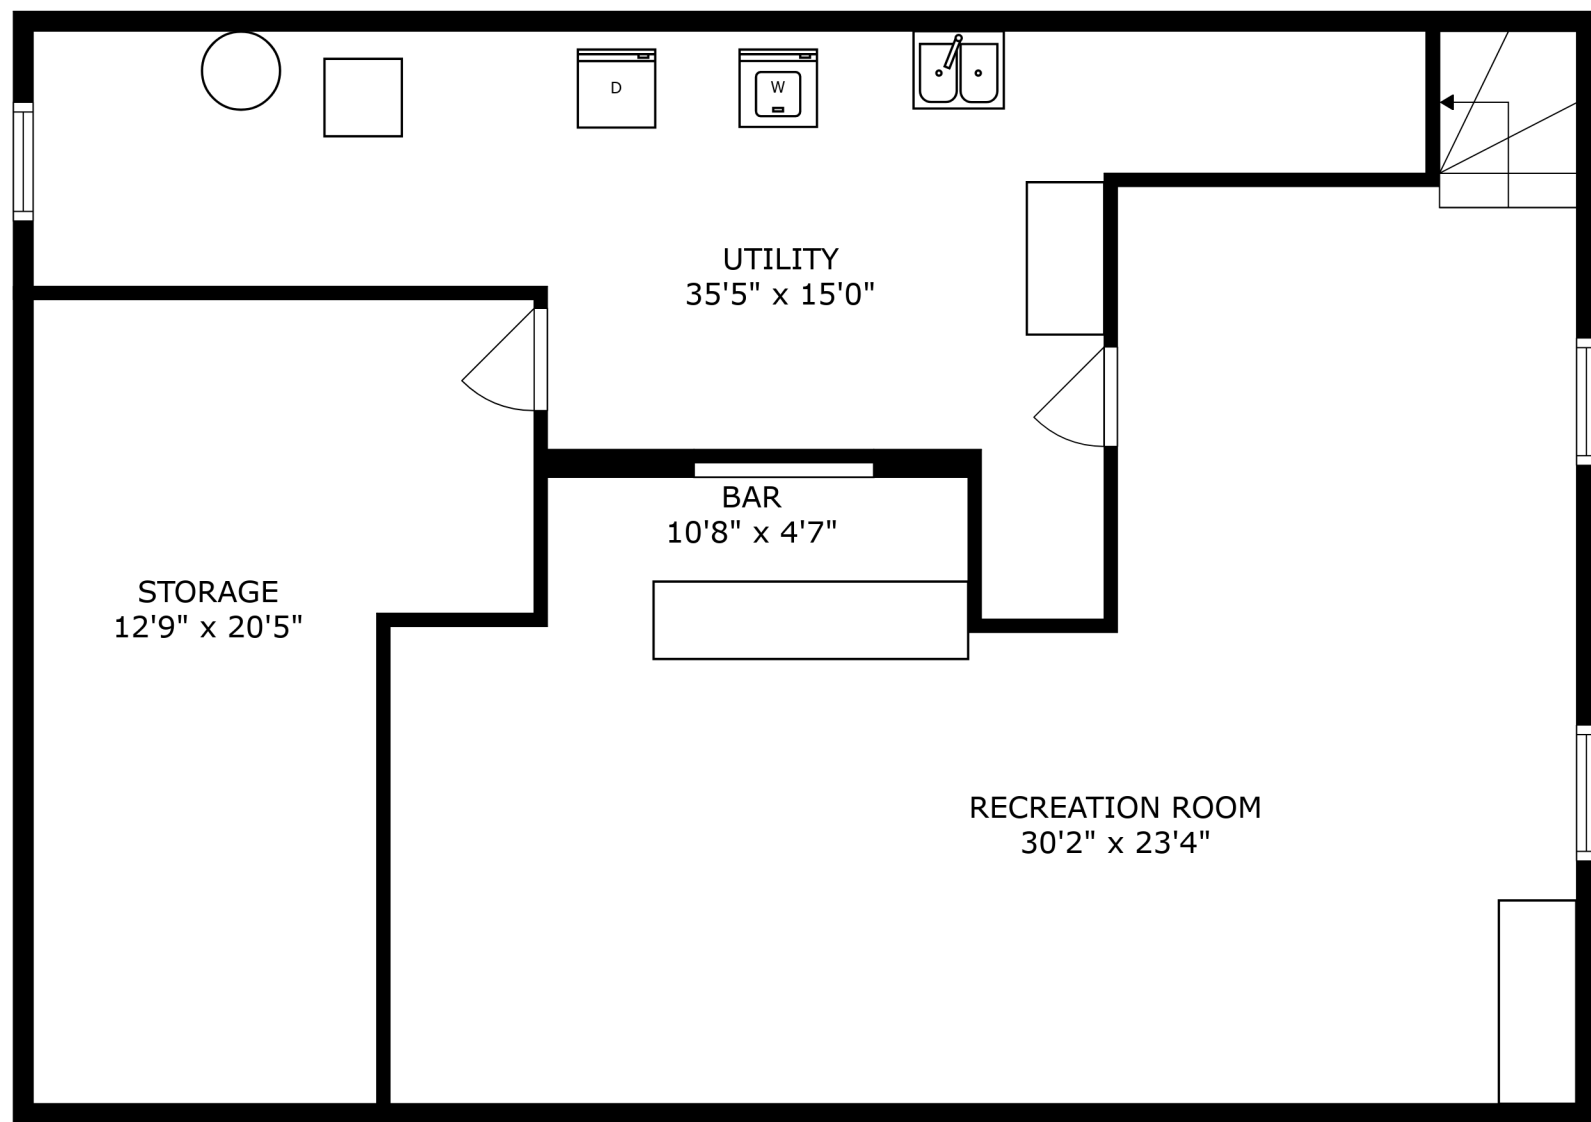 D
W
UTILITY
35'5" x 15'0"
BAR
10'8" x 4'7"
STORAGE
12'9" x 20'5"
RECREATION ROOM
30'2" x 23'4"